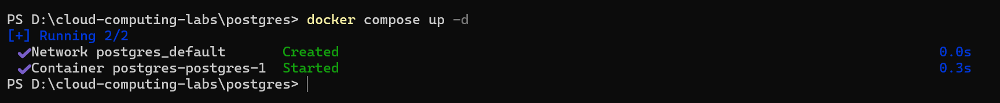 PS D:\cloud-computing-labs\postgres> docker compose up -d
[+] Running 2/2
✔Network postgres_default Created 0.0s
✔Container postgres-postgres-1 Started 0.3s
PS D:\cloud-computing-labs\postgres>